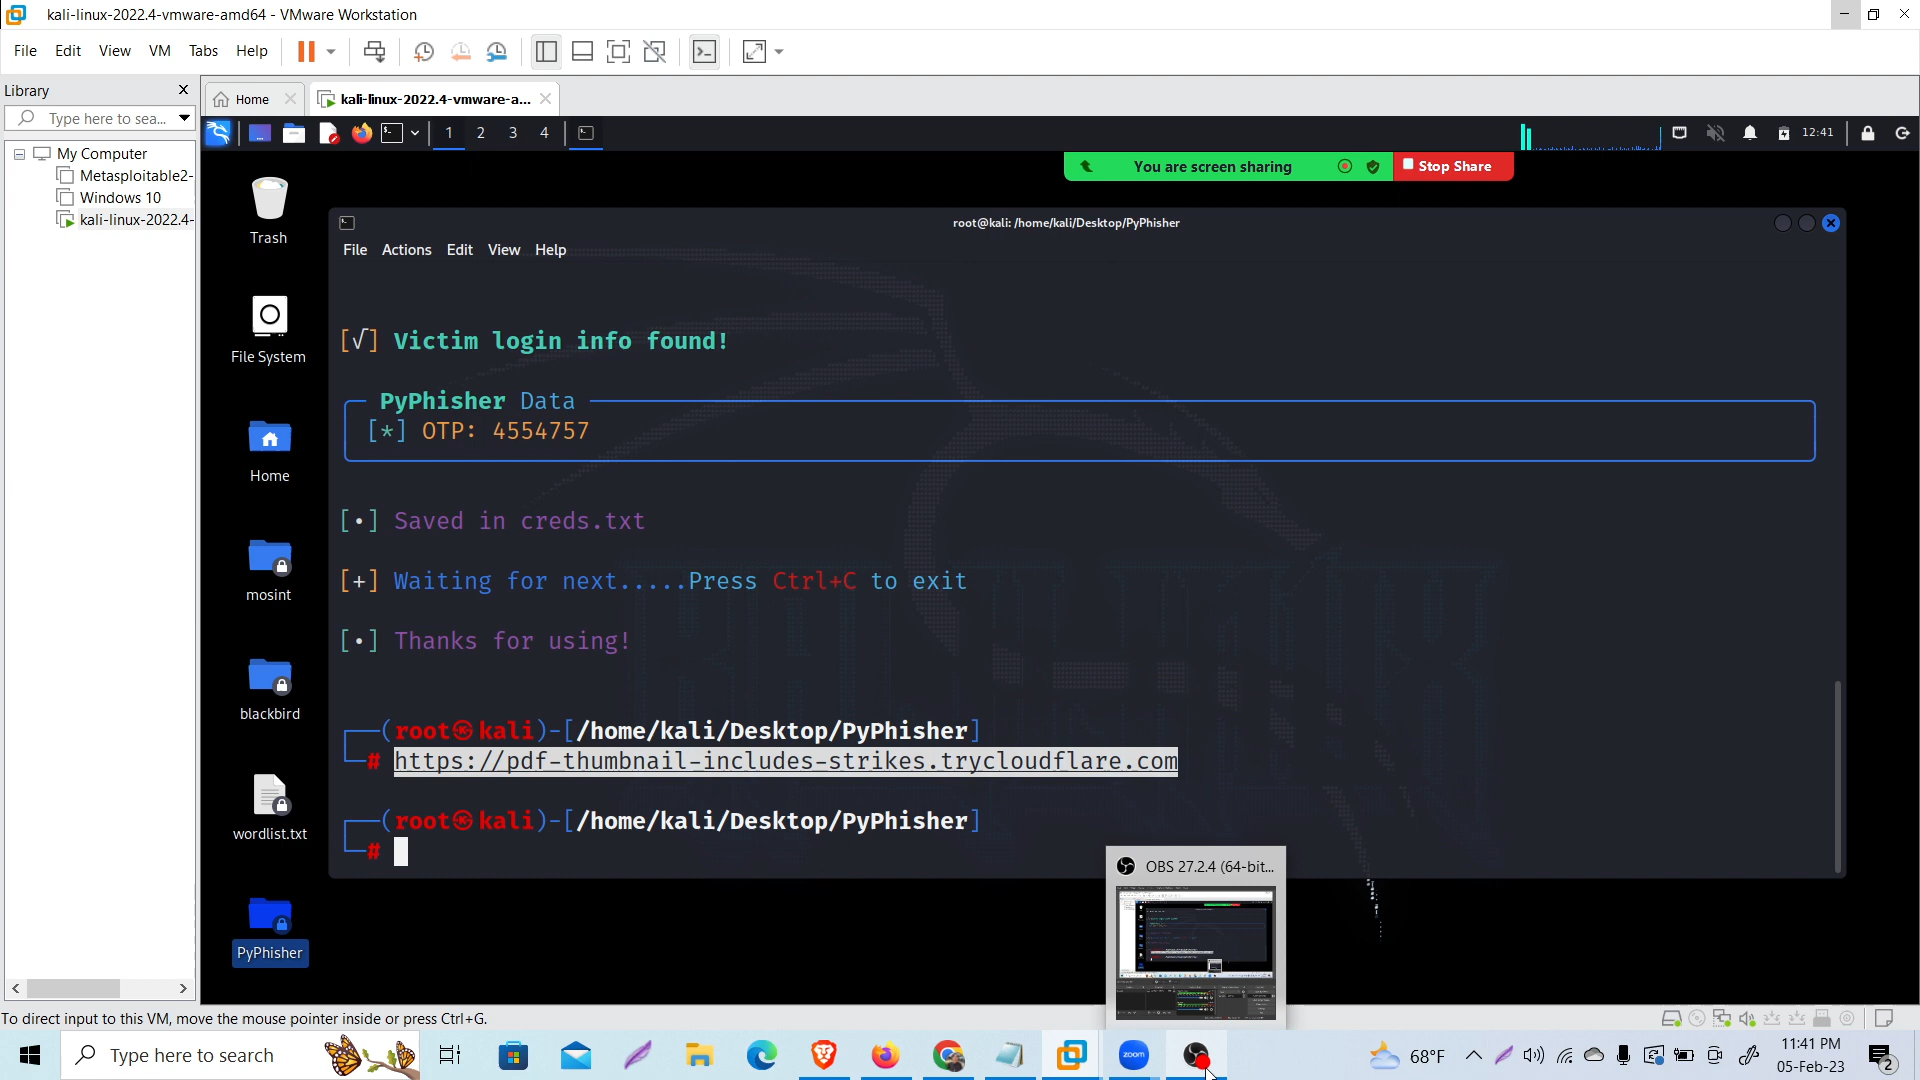 kali-linux-2022.4-vmware-amd64 - VMware Workstation
File Edit View VM Tabs Help
Library
Type here to sea...
My Computer
Metasploitable2-
Windows 10
kali-linux-2022.4-
Home
kali-linux-2022.4-vmware-a...
1 2 3 4
12:41
You are screen sharing
Stop Share
Trash
File System
Home
mosint
blackbird
wordlist.txt
PyPhisher
root@kali: /home/kali/Desktop/PyPhisher
File Actions Edit View Help
[√] Victim login info found!
PyPhisher Data
[*] OTP: 4554757
[•] Saved in creds.txt
[+] Waiting for next.....Press Ctrl+C to exit
[•] Thanks for using!
(root㉿kali)-[/home/kali/Desktop/PyPhisher]
# https://pdf-thumbnail-includes-strikes.trycloudflare.com
(root㉿kali)-[/home/kali/Desktop/PyPhisher]
#
OBS 27.2.4 (64-bit...
To direct input to this VM, move the mouse pointer inside or press Ctrl+G.
Type here to search
zoom
68°F
11:41 PM
05-Feb-23
2